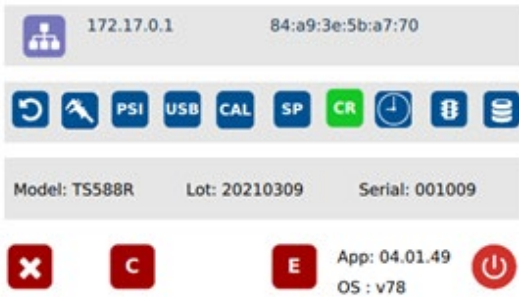 172.17.0.1 84:a9:3e:5b:a7:70
PSI USB CAL SP CR
Model: TS588R Lot: 20210309 Serial: 001009
C E App: 04.01.49
OS : v78